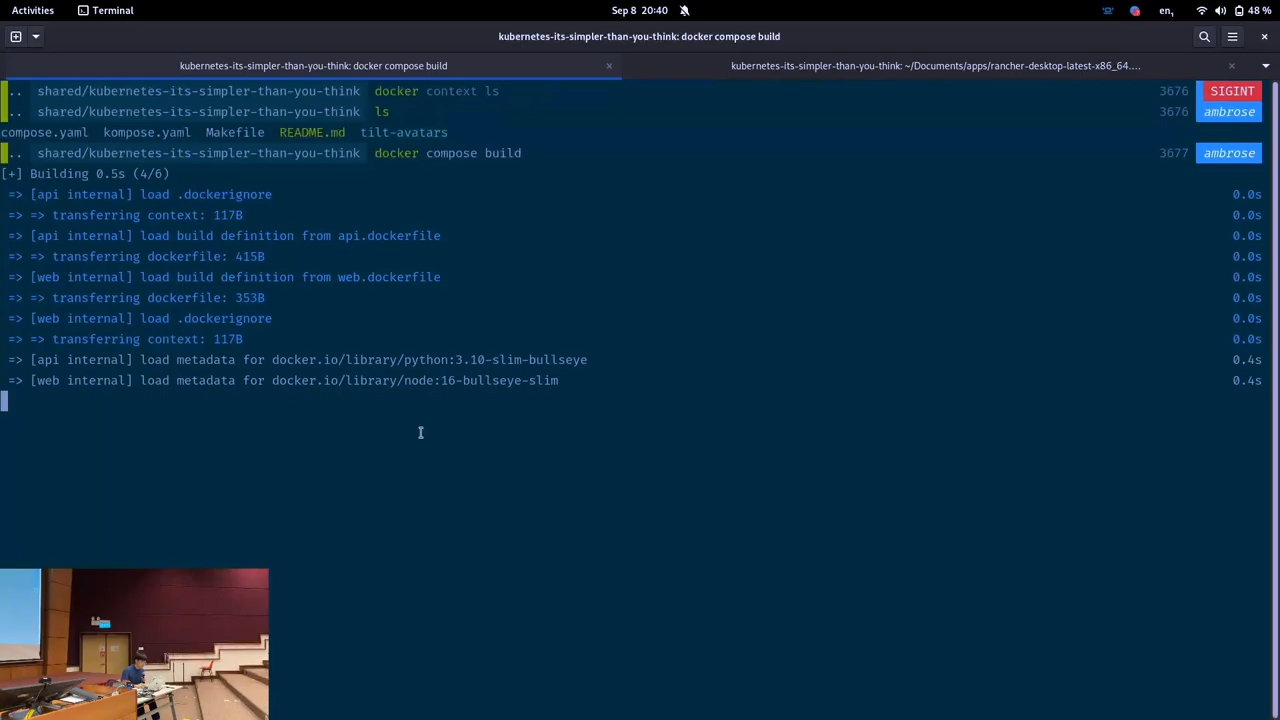 Activities Terminal Sep 8 20:40 en, 48 %
kubernetes-its-simpler-than-you-think: docker compose build
kubernetes-its-simpler-than-you-think: docker compose build × kubernetes-its-simpler-than-you-think: ~/Documents/apps/rancher-desktop-latest-x86_64.... ×
.. shared/kubernetes-its-simpler-than-you-think docker context ls 3676 SIGINT
.. shared/kubernetes-its-simpler-than-you-think ls 3676 ambrose
compose.yaml kompose.yaml Makefile README.md tilt-avatars
.. shared/kubernetes-its-simpler-than-you-think docker compose build 3677 ambrose
[+] Building 0.5s (4/6)
=> [api internal] load .dockerignore 0.0s
=> => transferring context: 117B 0.0s
=> [api internal] load build definition from api.dockerfile 0.0s
=> => transferring dockerfile: 415B 0.0s
=> [web internal] load build definition from web.dockerfile 0.0s
=> => transferring dockerfile: 353B 0.0s
=> [web internal] load .dockerignore 0.0s
=> => transferring context: 117B 0.0s
=> [api internal] load metadata for docker.io/library/python:3.10-slim-bullseye 0.4s
=> [web internal] load metadata for docker.io/library/node:16-bullseye-slim 0.4s